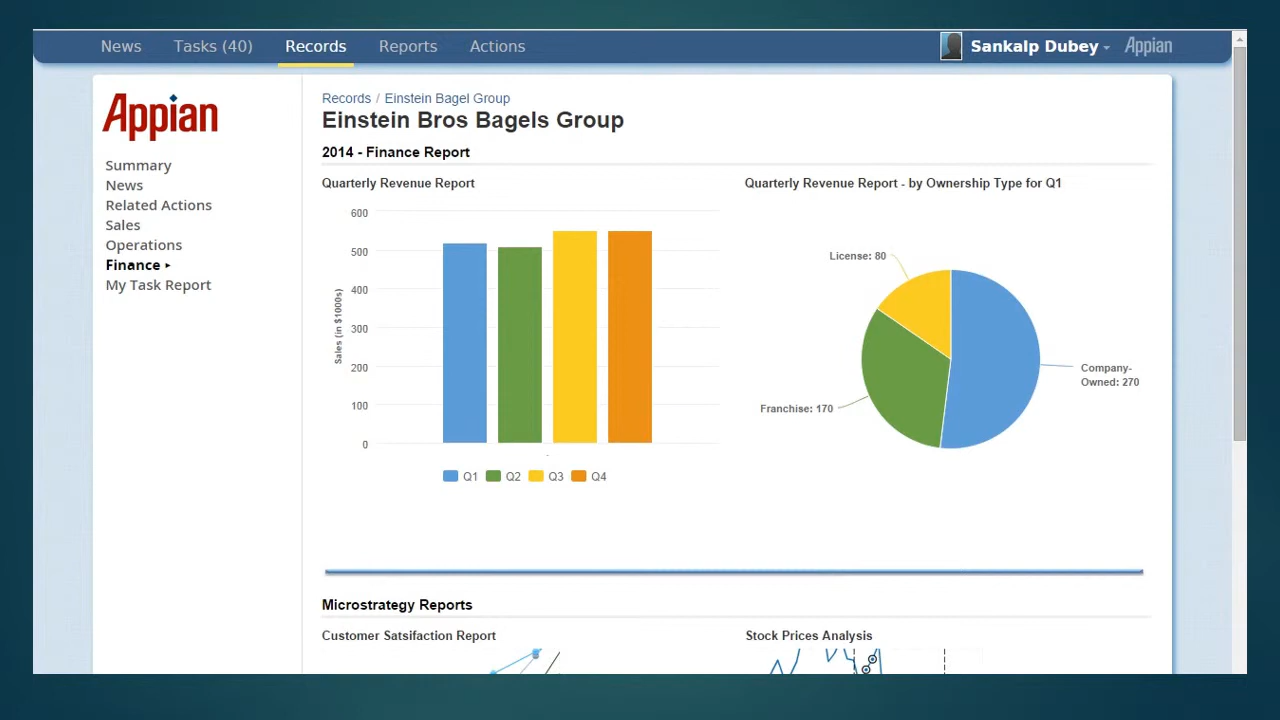 News Tasks (40) Records Reports Actions Sankalp Dubey Appian
Appian
Summary
News
Related Actions
Sales
Operations
Finance ▸
My Task Report
Records / Einstein Bagel Group
Einstein Bros Bagels Group
2014 - Finance Report
Quarterly Revenue Report
600
500
400
300
200
100
0
Sales (in $1000s)
Q1 Q2 Q3 Q4
Quarterly Revenue Report - by Ownership Type for Q1
License: 80
Company-
Owned: 270
Franchise: 170
Microstrategy Reports
Customer Satsifaction Report
Stock Prices Analysis